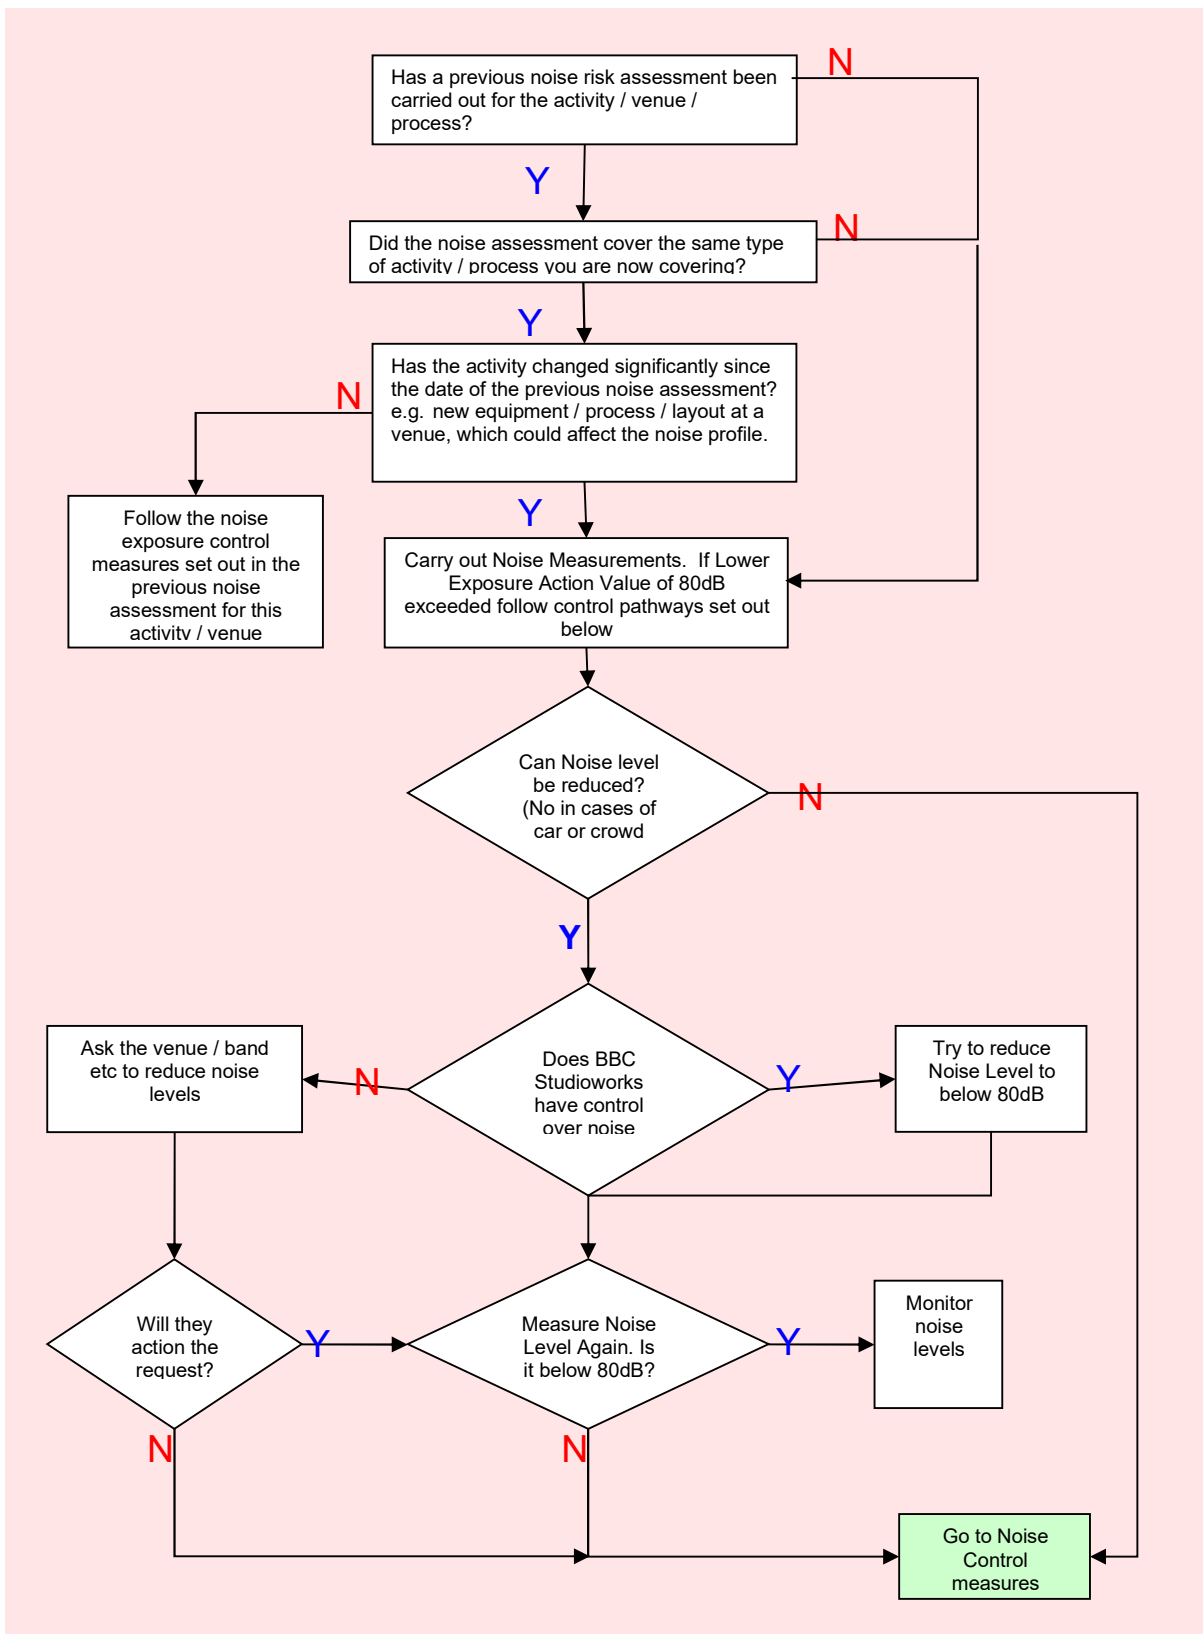 Has a previous noise risk assessment been
carried out for the activity / venue /
process?
N
Y
Did the noise assessment cover the same type
of activity / process you are now covering?
N
Y
Has the activity changed significantly since
the date of the previous noise assessment?
e.g. new equipment / process / layout at a
venue, which could affect the noise profile.
N
Y
Follow the noise
exposure control
measures set out in the
previous noise
assessment for this
activity / venue
Carry out Noise Measurements. If Lower
Exposure Action Value of 80dB
exceeded follow control pathways set out
below
Can Noise level
be reduced?
(No in cases of
car or crowd
N
Y
Ask the venue / band
etc to reduce noise
levels
N
Does BBC
Studioworks
have control
over noise
Y
Try to reduce
Noise Level to
below 80dB
Will they
action the
request?
Y
N
Measure Noise
Level Again. Is
it below 80dB?
Y
N
Monitor
noise
levels
Go to Noise
Control
measures